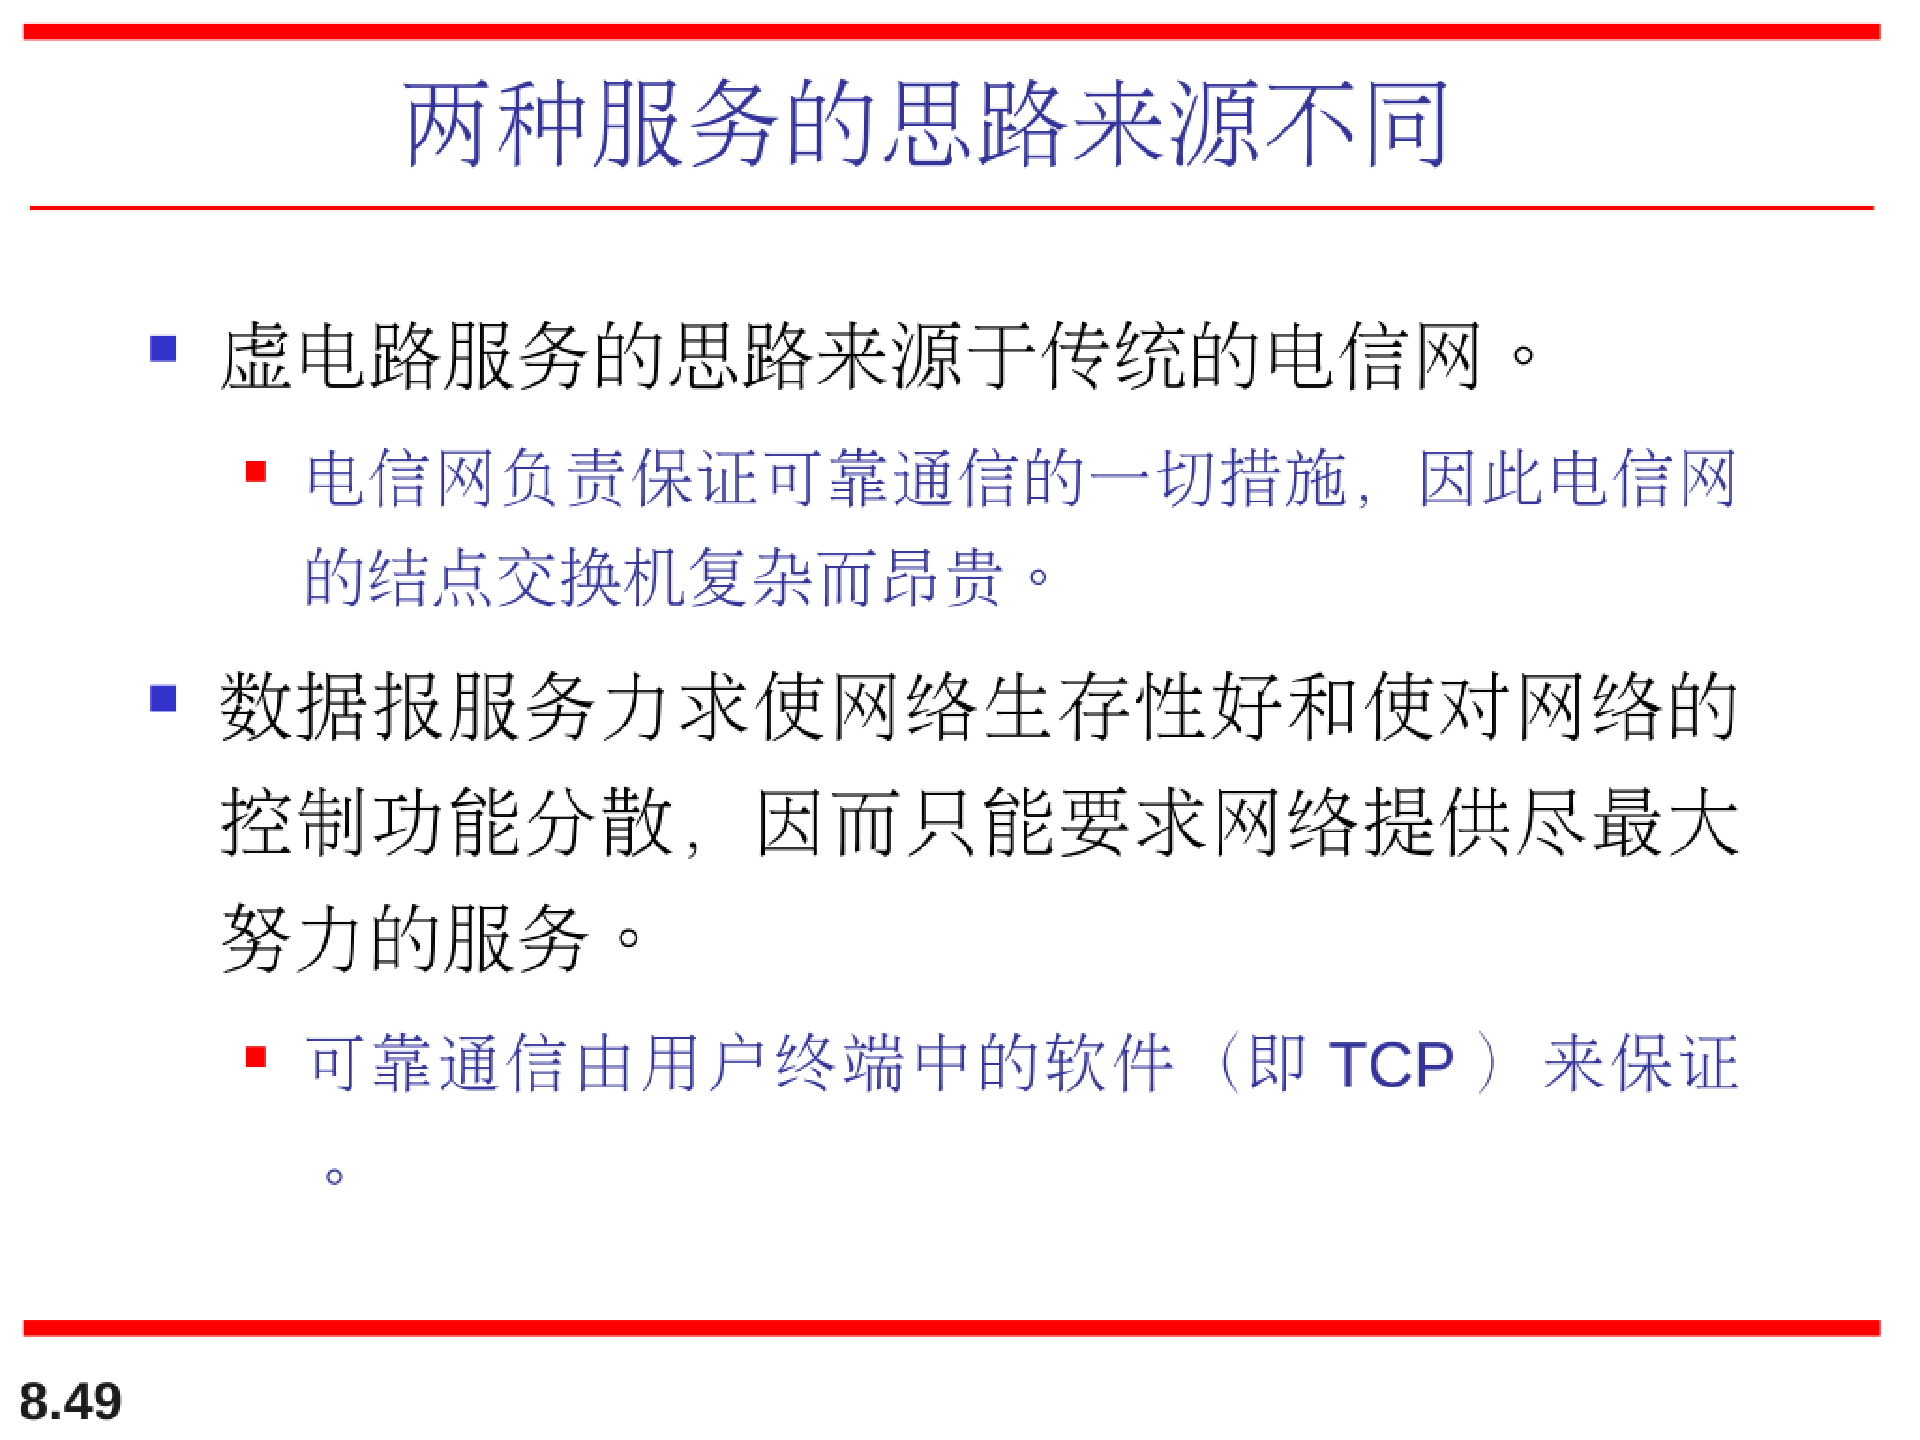 两种服务的思路来源不同
虚电路服务的思路来源于传统的电信网。
电信网负责保证可靠通信的一切措施，因此电信网
的结点交换机复杂而昂贵。
数据报服务力求使网络生存性好和使对网络的
控制功能分散，因而只能要求网络提供尽最大
努力的服务。
可靠通信由用户终端中的软件（即 TCP ）来保证
。
8.49